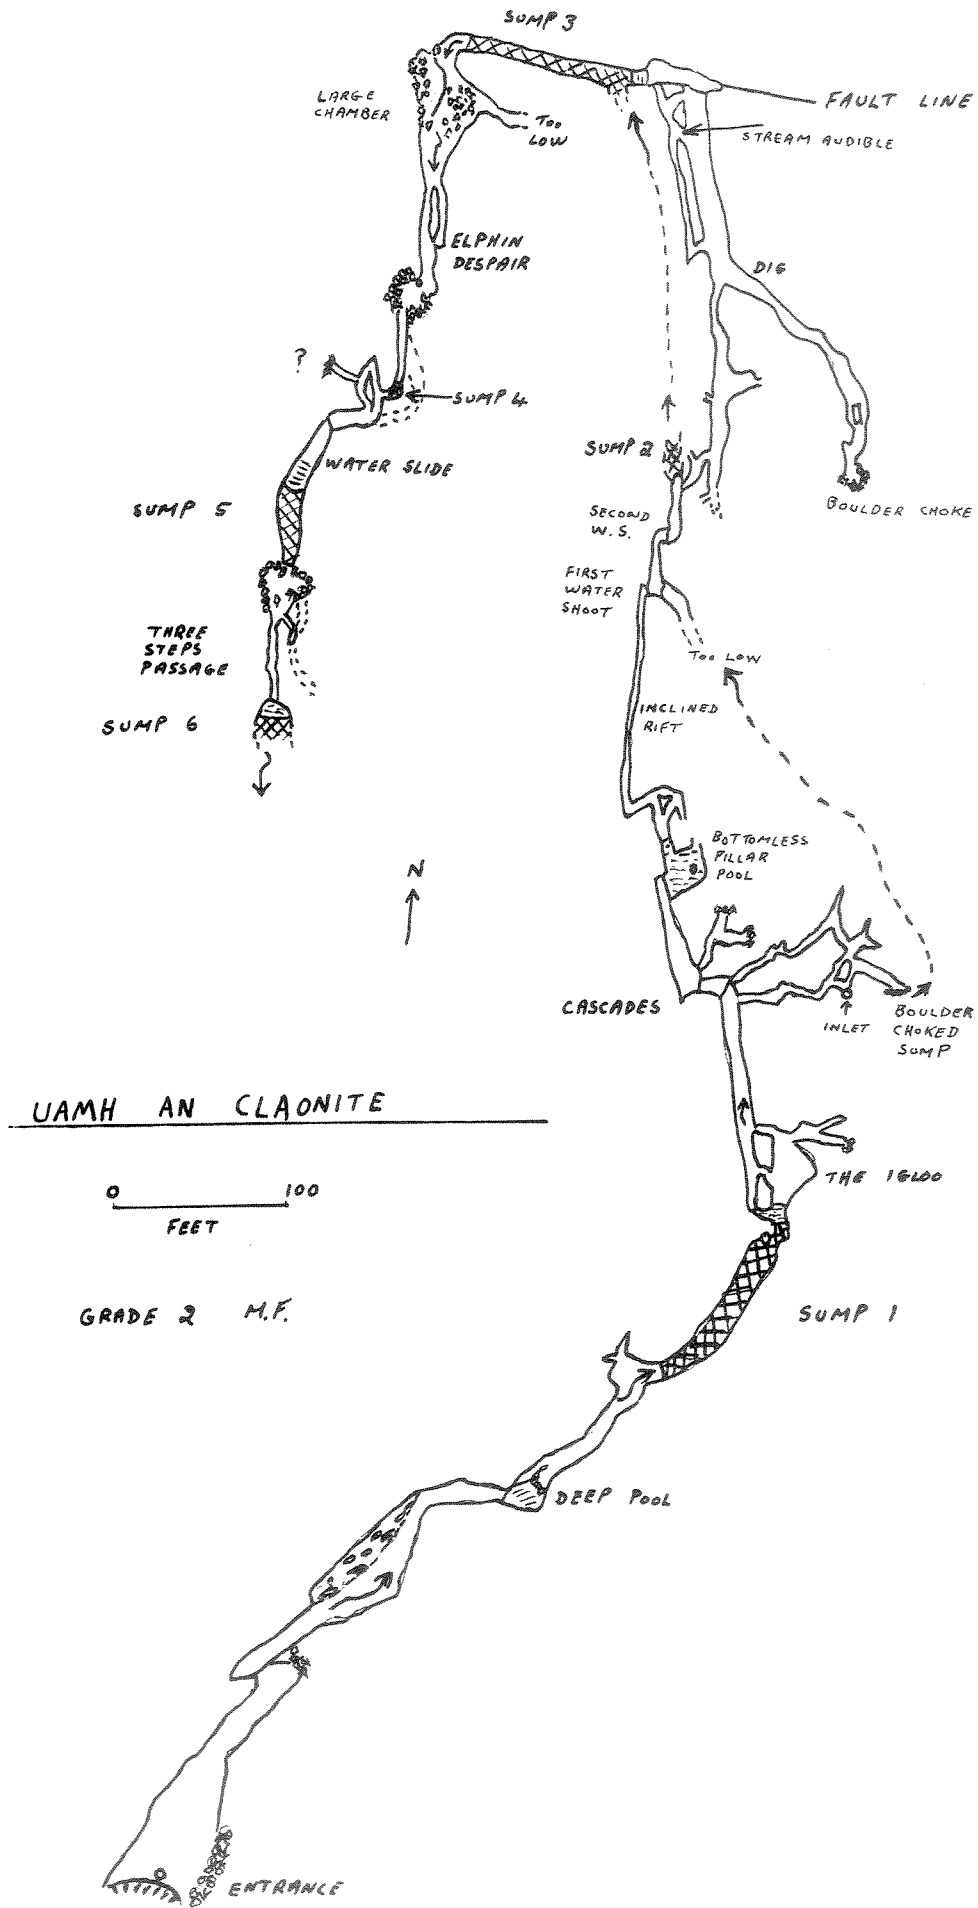 SUMP 3
LARGE
CHAMBER
TOO
LOW
FAULT LINE
STREAM AUDIBLE
ELPHIN
DESPAIR
DIG
?
SUMP 4
SUMP 2
WATER SLIDE
SUMP 5
SECOND
W.S.
BOULDER CHOKE
FIRST
WATER
SHOOT
THREE
STEPS
PASSAGE
TOO LOW
SUMP 6
INCLINED
RIFT
BOTTOMLESS
PILLAR
POOL
N
CASCADES
INLET
BOULDER
CHOKED
SUMP
UAMH AN CLAONITE
0 100
FEET
THE IGLOO
GRADE 2 M.F.
SUMP 1
DEEP POOL
ENTRANCE